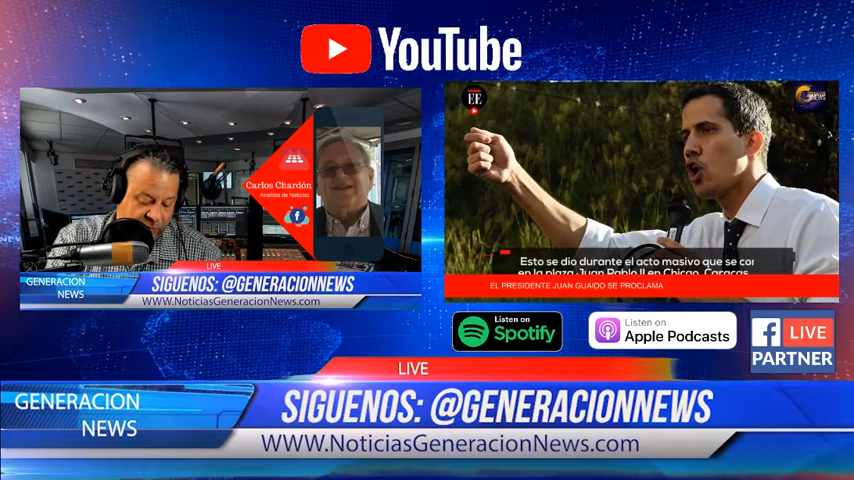 YouTube
EE
NEWS
Carlos Chardón
Analista de Noticias
LIVE
GENERACION
NEWS
SIGUENOS: @GENERACIONNEWS
WWW.NoticiasGeneracionNews.com
Esto se dio durante el acto masivo que se co
en la plaza Juan Pablo II en Chicao, Caracas
EL PRESIDENTE JUAN GUAIDO SE PROCLAMA
Listen on
Spotify
Listen on
Apple Podcasts
f LIVE
PARTNER
LIVE
GENERACION
NEWS
SIGUENOS: @GENERACIONNEWS
WWW.NoticiasGeneracionNews.com